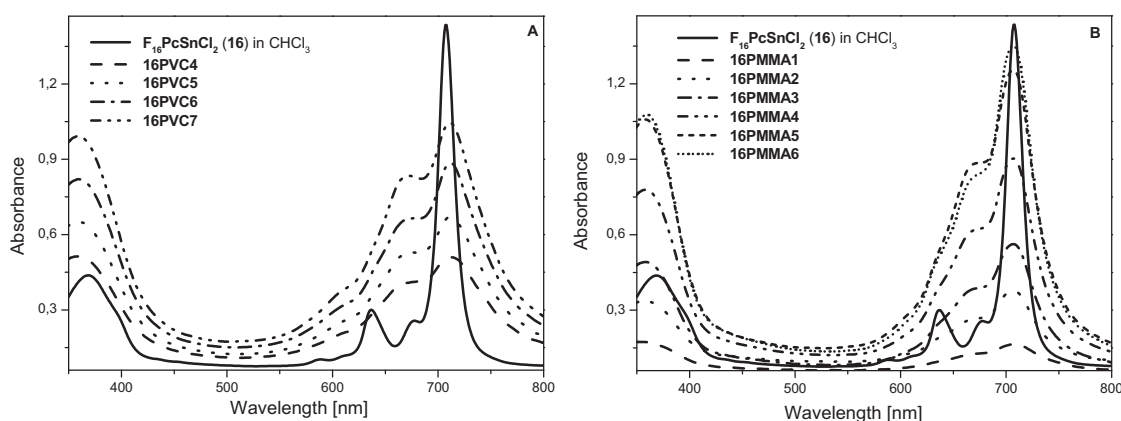 A
F16PcSnCl2 (16) in CHCl3
16PVC4
16PVC5
16PVC6
16PVC7
1,2
0,9
0,6
0,3
Absorbance
400 500 600 700 800
Wavelength [nm]
B
F16PcSnCl2 (16) in CHCl3
16PMMA1
16PMMA2
16PMMA3
16PMMA4
16PMMA5
16PMMA6
1,2
0,9
0,6
0,3
Absorbance
400 500 600 700 800
Wavelength [nm]